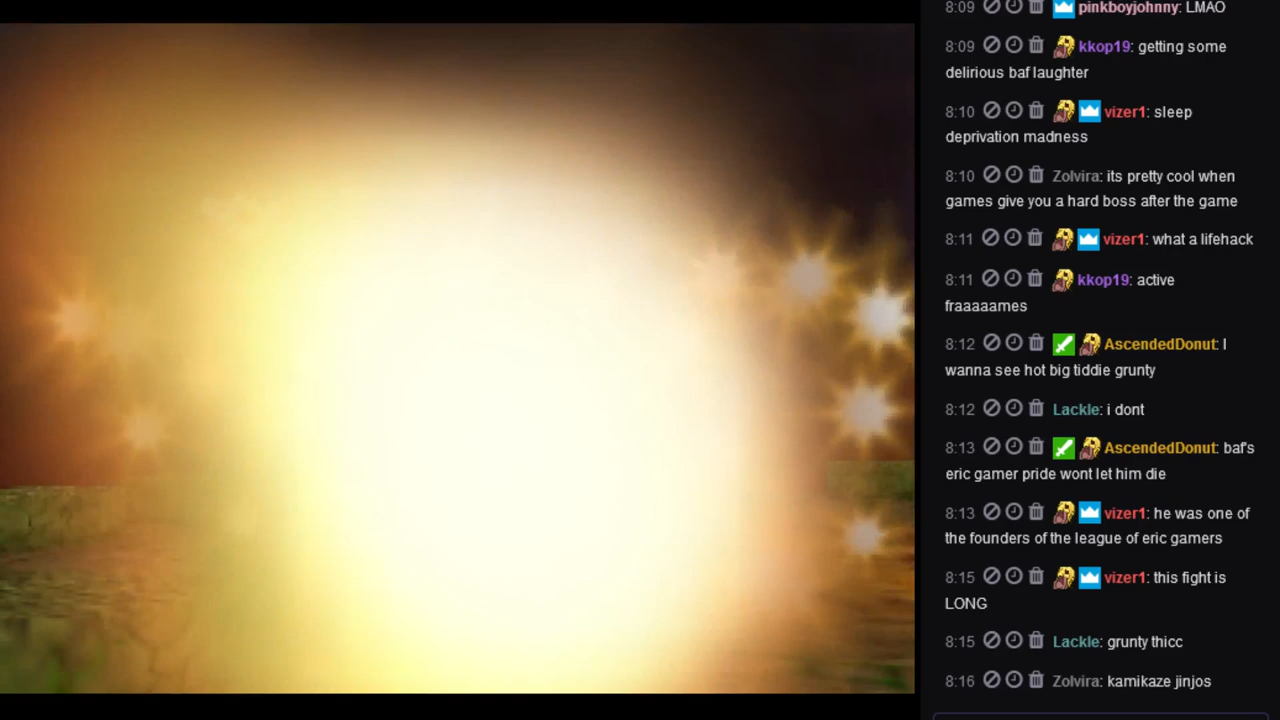 8:09 pinkboyjohnny: LMAO
8:09 kkop19: getting some
delirious baf laughter
8:10 vizer1: sleep
deprivation madness
8:10 Zolvira: its pretty cool when
games give you a hard boss after the game
8:11 vizer1: what a lifehack
8:11 kkop19: active
fraaaaames
8:12 AscendedDonut: I
wanna see hot big tiddie grunty
8:12 Lackle: i dont
8:13 AscendedDonut: baf's
eric gamer pride wont let him die
8:13 vizer1: he was one of
the founders of the league of eric gamers
8:15 vizer1: this fight is
LONG
8:15 Lackle: grunty thicc
8:16 Zolvira: kamikaze jinjos